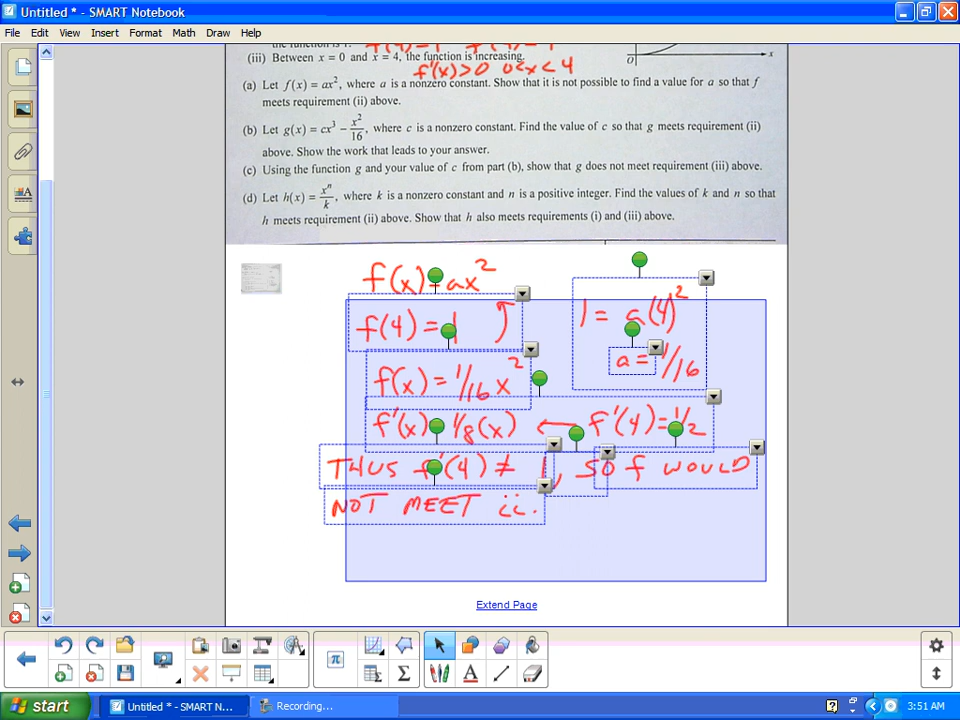 Untitled * - SMART Notebook
File Edit View Insert Format Math Draw Help
(iii) Between x = 0 and x = 4, the function is increasing.
f'(x) > 0 0<x<4
(a) Let f(x) = ax², where a is a nonzero constant. Show that it is not possible to find a value for a so that f
meets requirement (ii) above.
(b) Let g(x) = cx³ − x²/16, where c is a nonzero constant. Find the value of c so that g meets requirement (ii)
above. Show the work that leads to your answer.
(c) Using the function g and your value of c from part (b), show that g does not meet requirement (iii) above.
(d) Let h(x) = xⁿ/k, where k is a nonzero constant and n is a positive integer. Find the values of k and n so that
h meets requirement (ii) above. Show that h also meets requirements (i) and (iii) above.
O x
f(x) = ax²
f(4) = 1
1 = a(4)²
a = 1/16
f(x) = 1/16 x²
f'(x) = 1/8(x) ← f'(4) = 1/2
THUS f'(4) ≠ 1, SO f WOULD
NOT MEET ii.
Extend Page
start Untitled * - SMART N... Recording... 3:51 AM